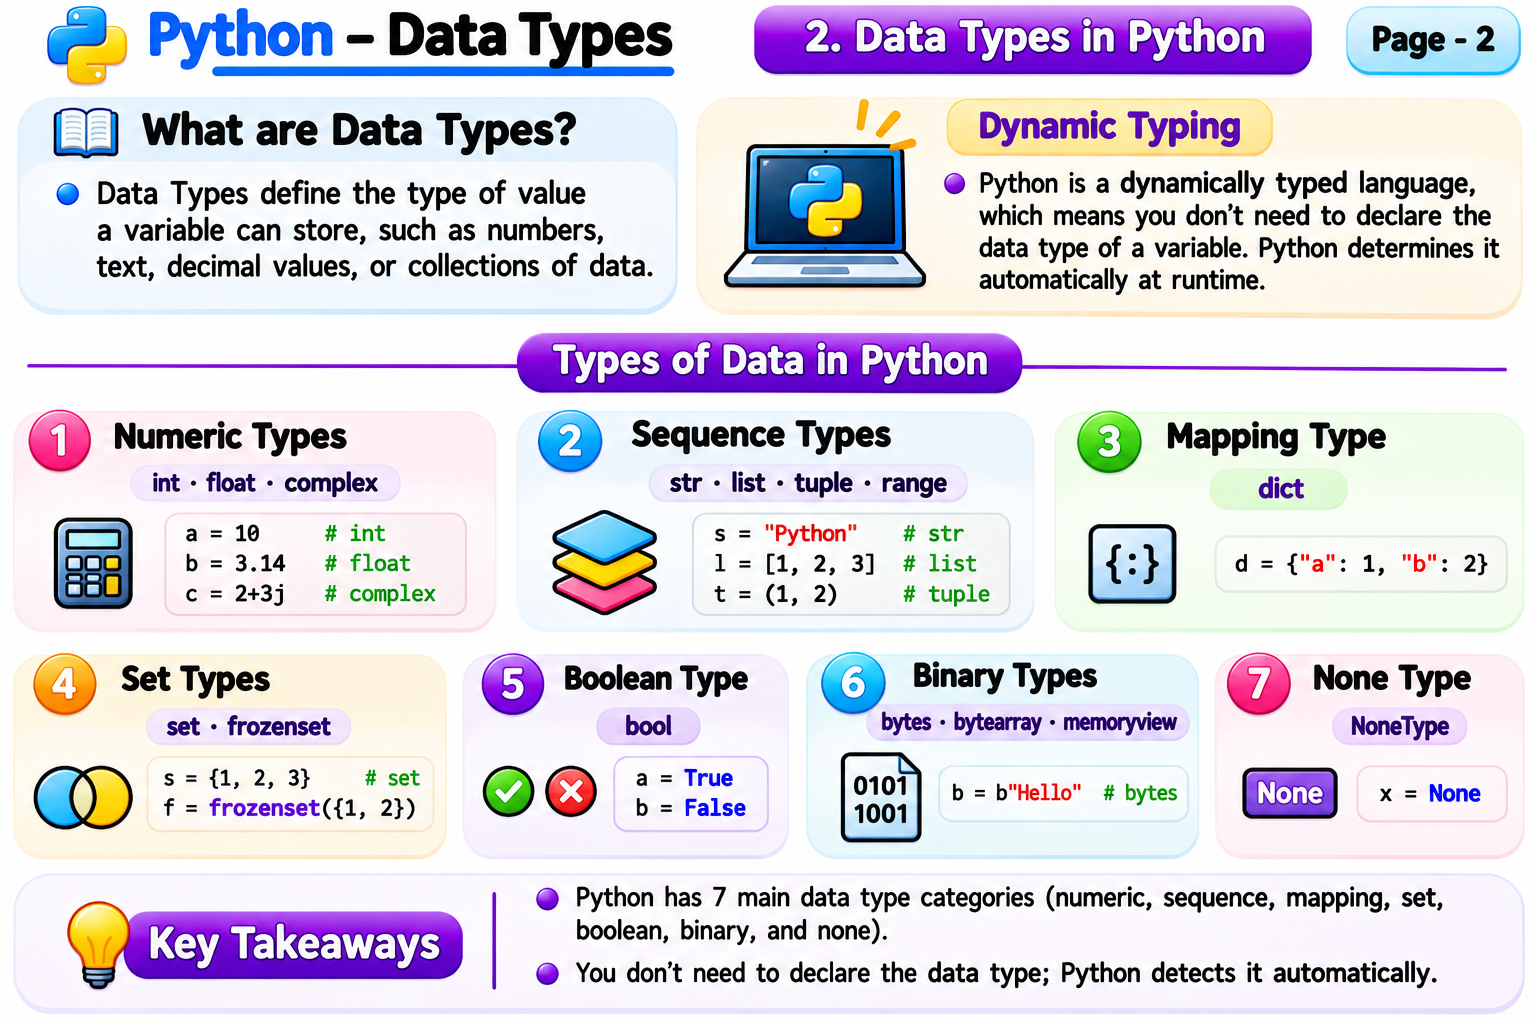 Python – Data Types
2. Data Types in Python
Page - 2
What are Data Types?
Data Types define the type of value
a variable can store, such as numbers,
text, decimal values, or collections of data.
Dynamic Typing
Python is a dynamically typed language,
which means you don't need to declare the
data type of a variable. Python determines it
automatically at runtime.
Types of Data in Python
1 Numeric Types
int · float · complex
a = 10 # int
b = 3.14 # float
c = 2+3j # complex
2 Sequence Types
str · list · tuple · range
s = "Python" # str
l = [1, 2, 3] # list
t = (1, 2) # tuple
3 Mapping Type
dict
{:}
d = {"a": 1, "b": 2}
4 Set Types
set · frozenset
s = {1, 2, 3} # set
f = frozenset({1, 2})
5 Boolean Type
bool
a = True
b = False
6 Binary Types
bytes · bytearray · memoryview
0101
1001
b = b"Hello" # bytes
7 None Type
NoneType
None
x = None
Key Takeaways
Python has 7 main data type categories (numeric, sequence, mapping, set,
boolean, binary, and none).
You don't need to declare the data type; Python detects it automatically.